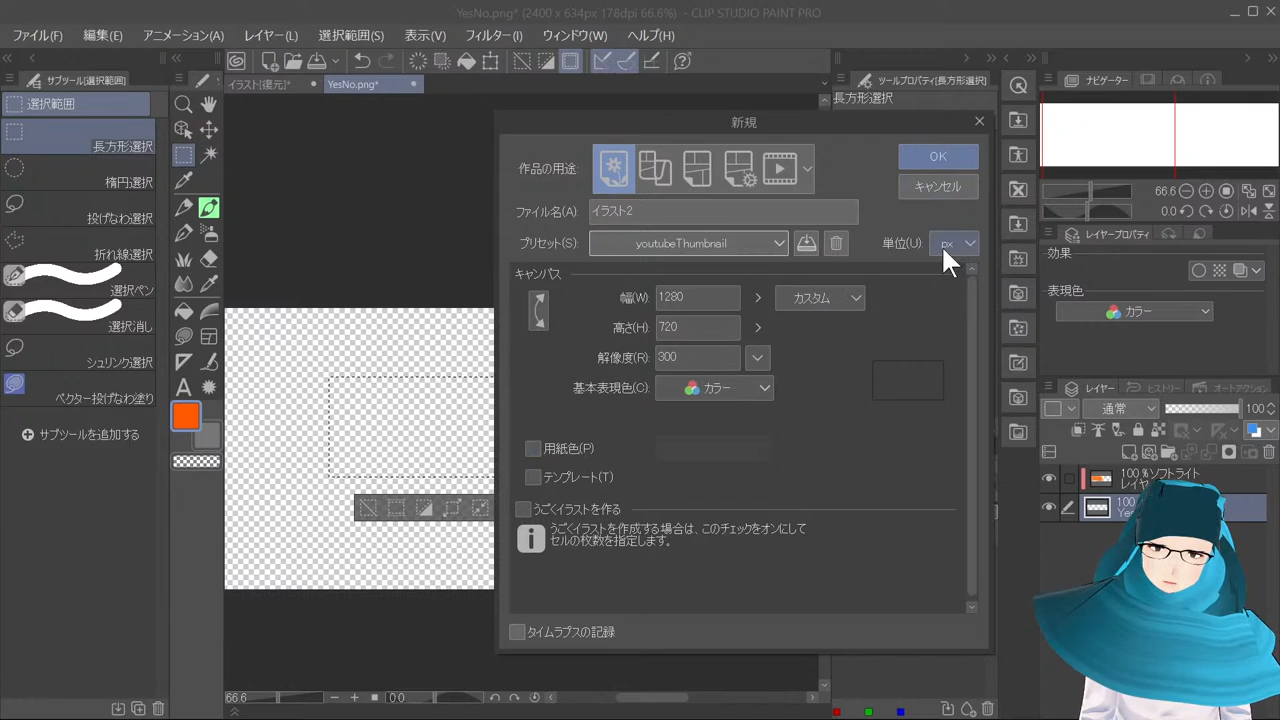 YesNo.png* (2400 x 634px 178dpi 66.6%) - CLIP STUDIO PAINT PRO
ファイル(F) 編集(E) アニメーション(A) レイヤー(L) 選択範囲(S) 表示(V) フィルター(I) ウィンドウ(W) ヘルプ(H)
サブツール[選択範囲]
イラスト(復元)*
YesNo.png*
ツールプロパティ[長方形選択]
ナビゲーター
選択範囲
長方形選択
長方形選択
楕円選択
投げなわ選択
折れ線選択
選択ペン
選択消し
シュリンク選択
ベクター投げなわ塗り
サブツールを追加する
新規
作品の用途:
OK
キャンセル
ファイル名(A):
イラスト2
プリセット(S):
youtubeThumbnail
単位(U):
px
キャンバス
幅(W):
1280
カスタム
高さ(H):
720
解像度(R):
300
基本表現色(C):
カラー
用紙色(P)
テンプレート(T)
うごくイラストを作る
うごくイラストを作成する場合は、このチェックをオンにして
セルの枚数を指定します。
タイムラプスの記録
66.6
0.0
66.6
0.0
レイヤープロパティ
効果
表現色
カラー
レイヤー
ヒストリー
オートアクション
通常
100
100 %ソフトライト
レイヤ
100
Yes